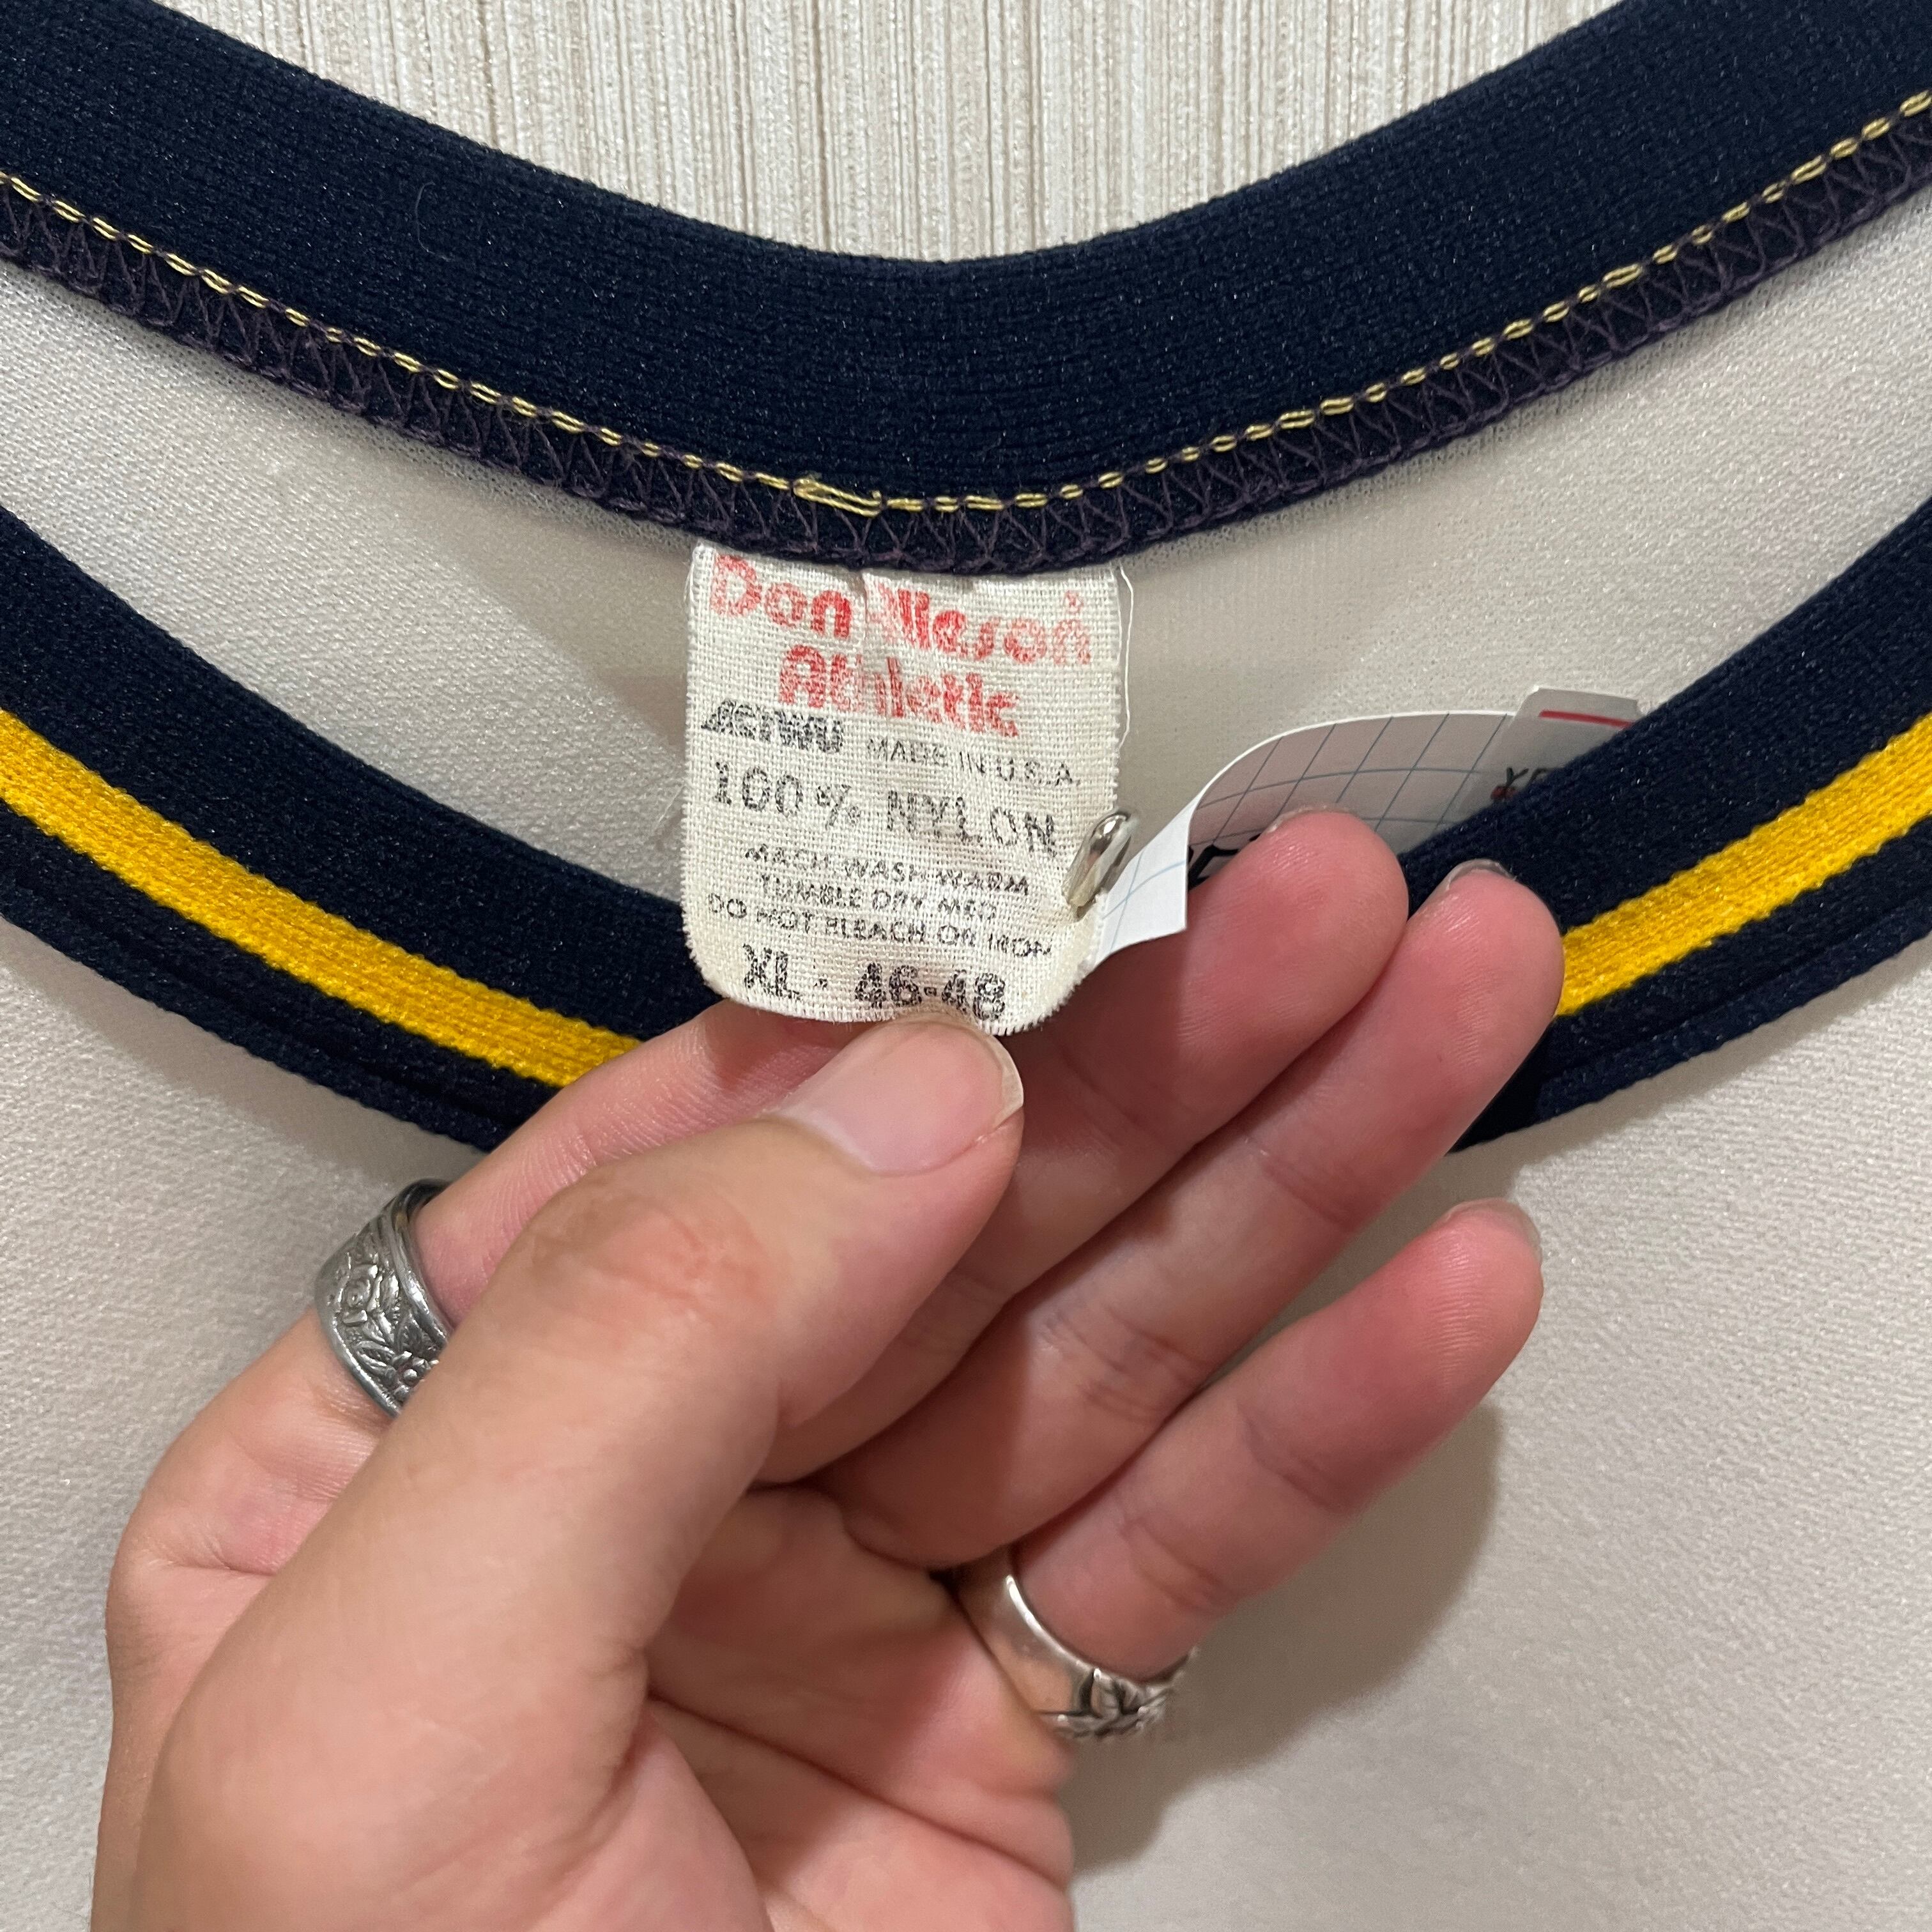 Don Alleson®
Athletic
ACTWU MADE IN U.S.A.
100% NYLON
MACH WASH WARM
TUMBLE DRY MED
DO NOT BLEACH OR IRON
XL · 46-48